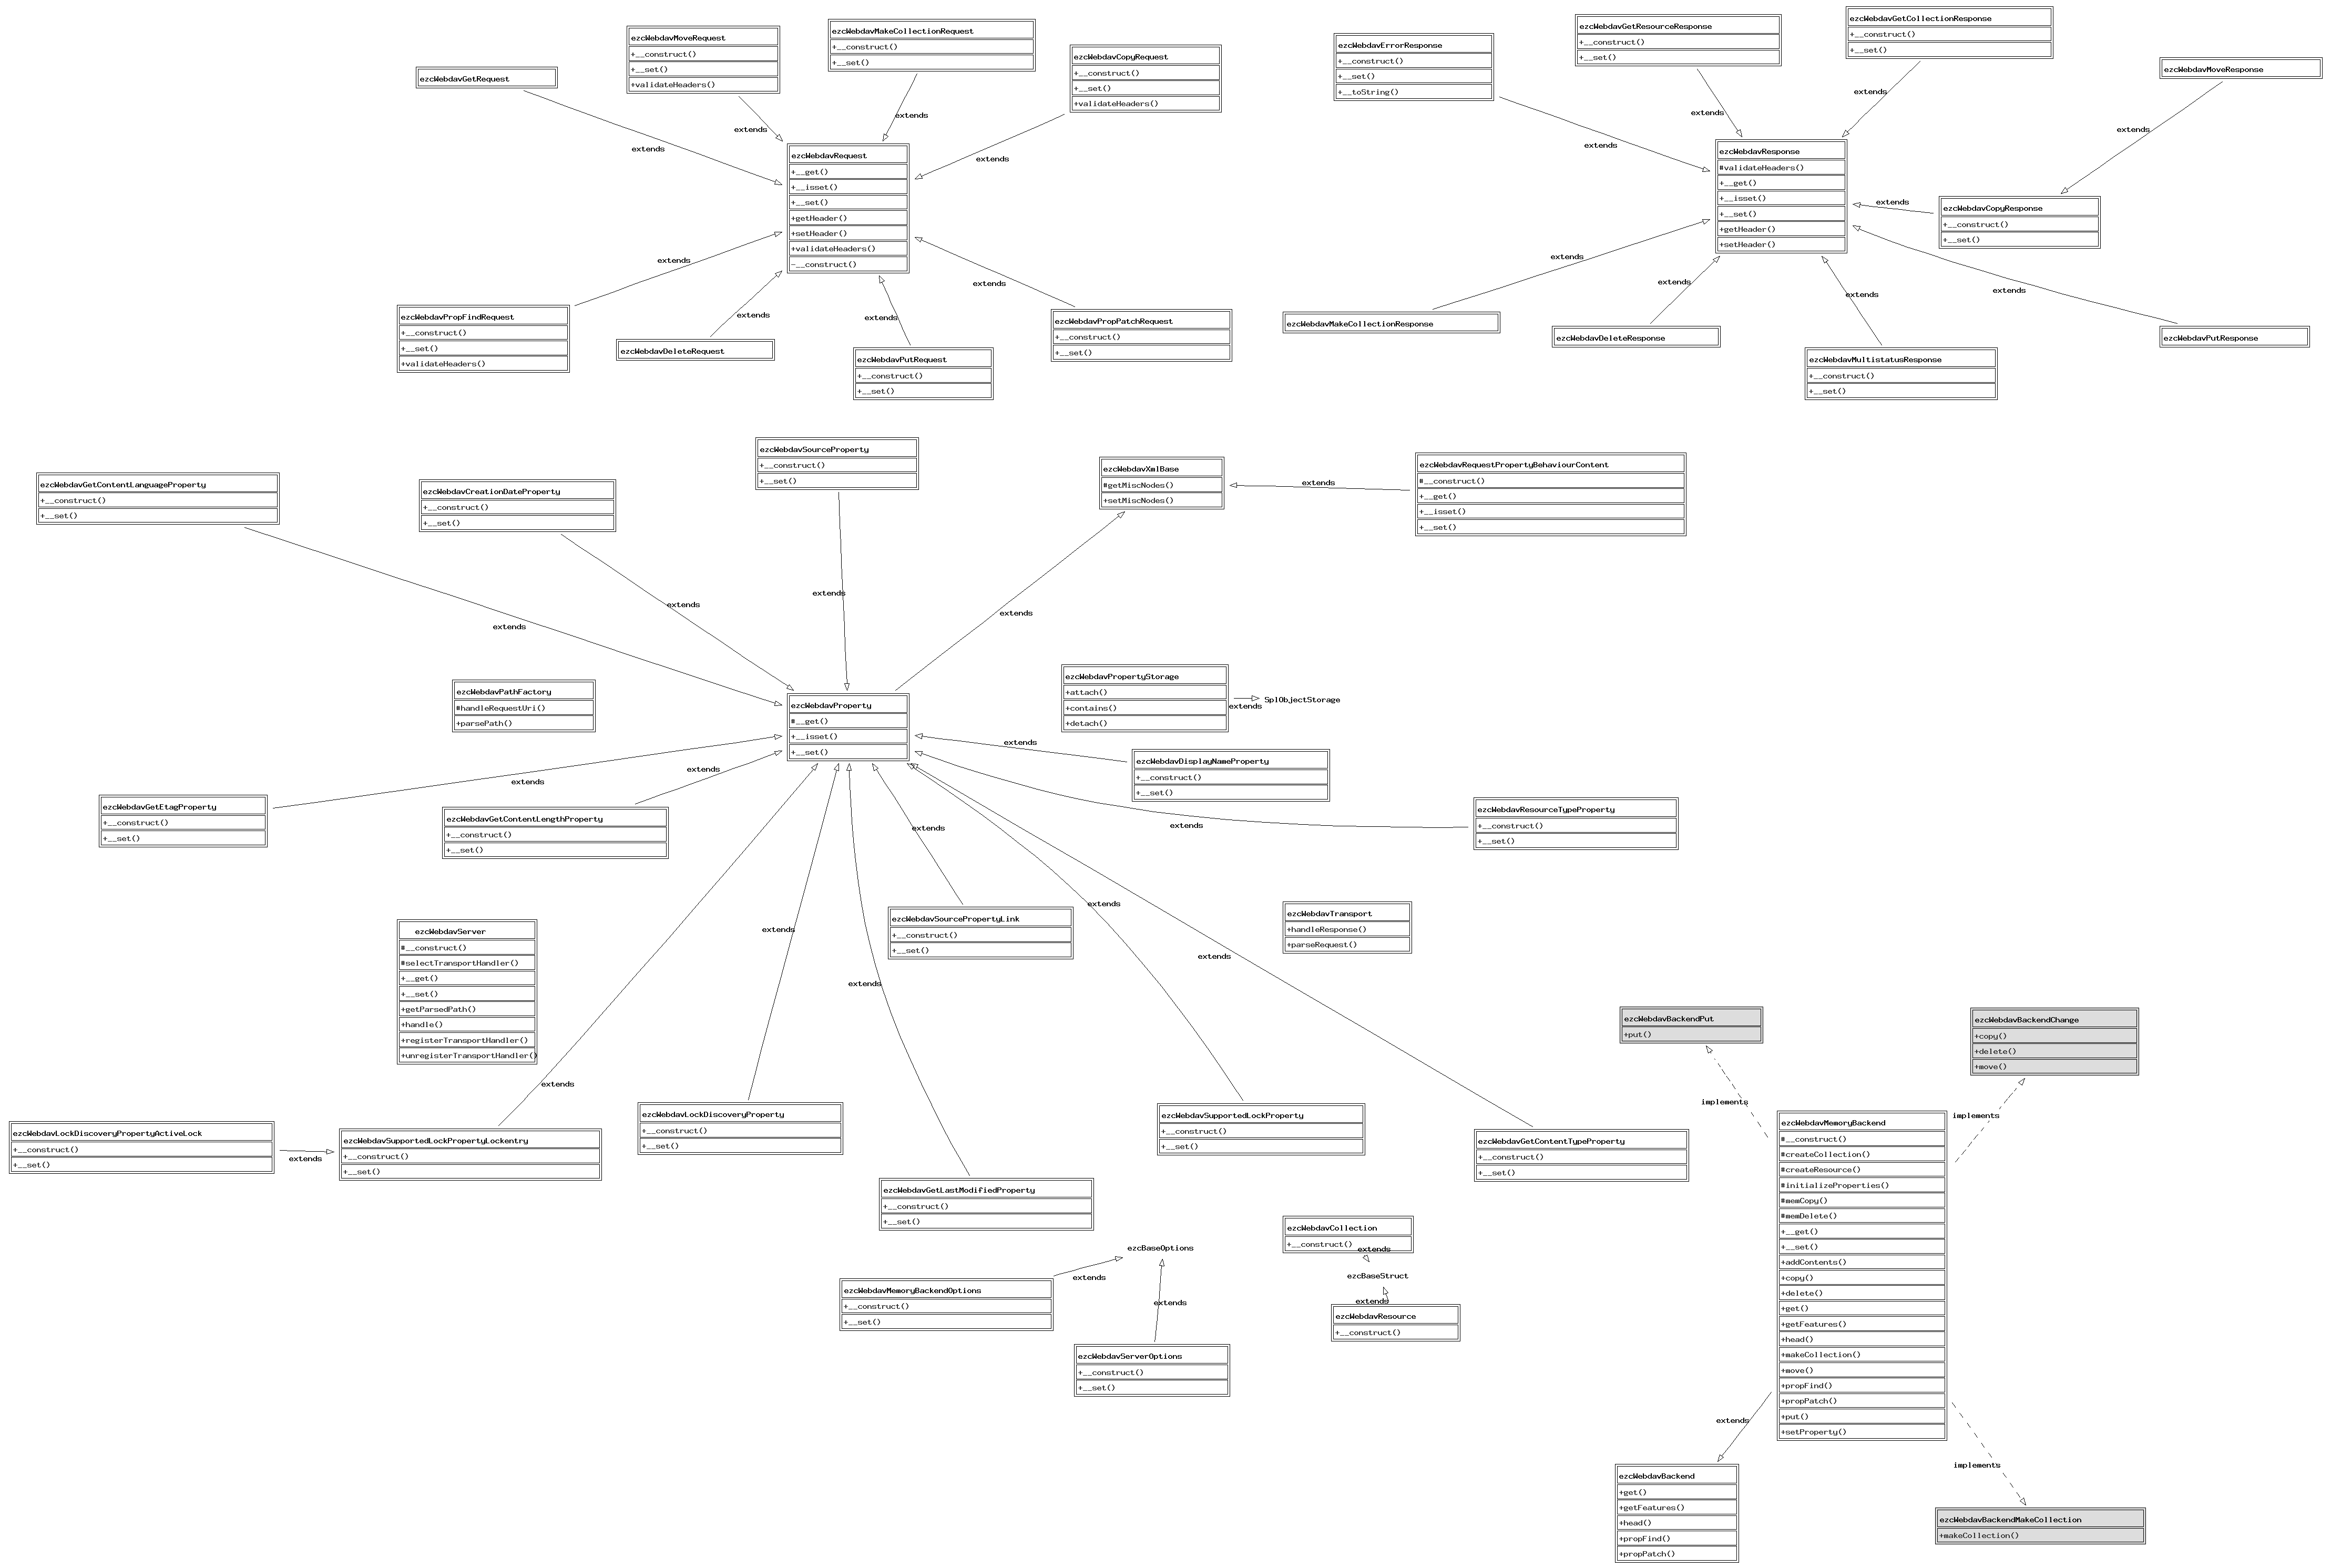 ezcWebdavGetRequest
ezcWebdavMoveRequest
+__construct()
+__set()
+validateHeaders()
ezcWebdavMakeCollectionRequest
+__construct()
+__set()
ezcWebdavCopyRequest
+__construct()
+__set()
+validateHeaders()
extends
extends
extends
extends
ezcWebdavRequest
+__get()
+__isset()
+__set()
+getHeader()
+setHeader()
+validateHeaders()
-__construct()
extends
extends
extends
extends
ezcWebdavPropFindRequest
+__construct()
+__set()
+validateHeaders()
ezcWebdavDeleteRequest
ezcWebdavPutRequest
+__construct()
+__set()
ezcWebdavPropPatchRequest
+__construct()
+__set()
ezcWebdavErrorResponse
+__construct()
+__set()
+__toString()
ezcWebdavGetResourceResponse
+__construct()
+__set()
ezcWebdavGetCollectionResponse
+__construct()
+__set()
ezcWebdavMoveResponse
extends
extends
extends
extends
ezcWebdavResponse
#validateHeaders()
+__get()
+__isset()
+__set()
+getHeader()
+setHeader()
extends
ezcWebdavCopyResponse
+__construct()
+__set()
extends
extends
extends
extends
ezcWebdavMakeCollectionResponse
ezcWebdavDeleteResponse
ezcWebdavMultistatusResponse
+__construct()
+__set()
ezcWebdavPutResponse
ezcWebdavGetContentLanguageProperty
+__construct()
+__set()
ezcWebdavCreationDateProperty
+__construct()
+__set()
ezcWebdavSourceProperty
+__construct()
+__set()
ezcWebdavXmlBase
#getMiscNodes()
+setMiscNodes()
extends
ezcWebdavRequestPropertyBehaviourContent
#__construct()
+__get()
+__isset()
+__set()
extends
extends
extends
extends
ezcWebdavPathFactory
#handleRequestUri()
+parsePath()
ezcWebdavProperty
#__get()
+__isset()
+__set()
ezcWebdavPropertyStorage
+attach()
+contains()
+detach()
extends
SplObjectStorage
extends
extends
extends
ezcWebdavDisplayNameProperty
+__construct()
+__set()
ezcWebdavGetEtagProperty
+__construct()
+__set()
ezcWebdavGetContentLengthProperty
+__construct()
+__set()
extends
extends
ezcWebdavResourceTypeProperty
+__construct()
+__set()
ezcWebdavServer
#__construct()
#selectTransportHandler()
+__get()
+__set()
+getParsedPath()
+handle()
+registerTransportHandler()
+unregisterTransportHandler()
extends
extends
ezcWebdavSourcePropertyLink
+__construct()
+__set()
extends
extends
extends
ezcWebdavTransport
+handleResponse()
+parseRequest()
ezcWebdavLockDiscoveryPropertyActiveLock
+__construct()
+__set()
extends
ezcWebdavSupportedLockPropertyLockentry
+__construct()
+__set()
ezcWebdavLockDiscoveryProperty
+__construct()
+__set()
ezcWebdavGetLastModifiedProperty
+__construct()
+__set()
ezcWebdavSupportedLockProperty
+__construct()
+__set()
ezcWebdavGetContentTypeProperty
+__construct()
+__set()
ezcBaseOptions
extends
extends
ezcWebdavMemoryBackendOptions
+__construct()
+__set()
ezcWebdavServerOptions
+__construct()
+__set()
ezcWebdavCollection
+__construct()
extends
ezcBaseStruct
extends
ezcWebdavResource
+__construct()
ezcWebdavBackendPut
+put()
ezcWebdavBackendChange
+copy()
+delete()
+move()
implements
implements
ezcWebdavMemoryBackend
#__construct()
#createCollection()
#createResource()
#initializeProperties()
#memCopy()
#memDelete()
+__get()
+__set()
+addContents()
+copy()
+delete()
+get()
+getFeatures()
+head()
+makeCollection()
+move()
+propFind()
+propPatch()
+put()
+setProperty()
extends
implements
ezcWebdavBackend
+get()
+getFeatures()
+head()
+propFind()
+propPatch()
ezcWebdavBackendMakeCollection
+makeCollection()